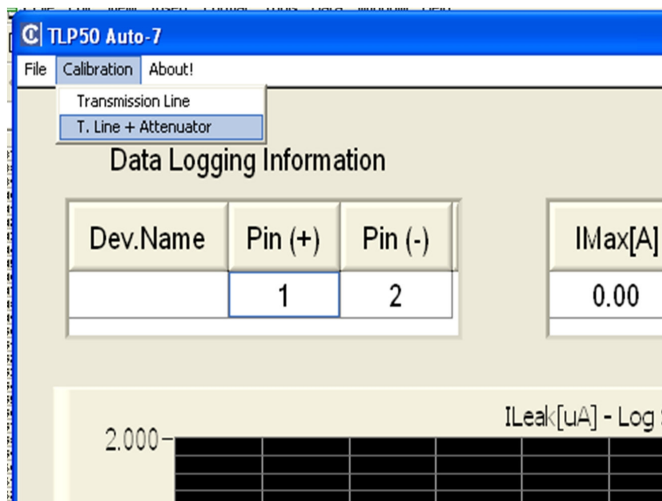 TLP50 Auto-7
File Calibration About!
Transmission Line
T. Line + Attenuator
Data Logging Information
Dev.Name Pin (+) Pin (-) IMax[A]
1 2 0.00
ILeak[uA] - Log
2.000